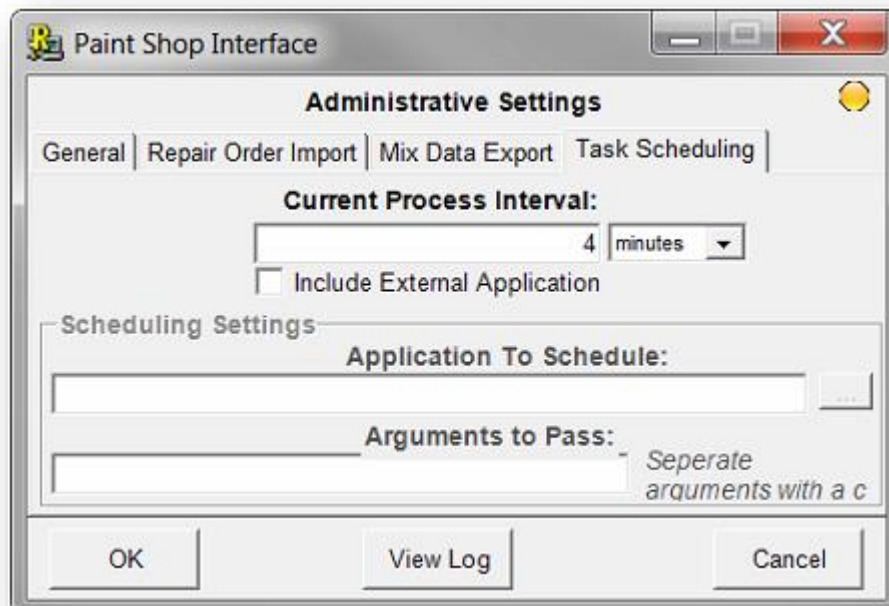 Paint Shop Interface
Administrative Settings
General Repair Order Import Mix Data Export Task Scheduling
Current Process Interval:
4 minutes
Include External Application
Scheduling Settings
Application To Schedule:
...
Arguments to Pass:
Seperate
arguments with a c
OK View Log Cancel